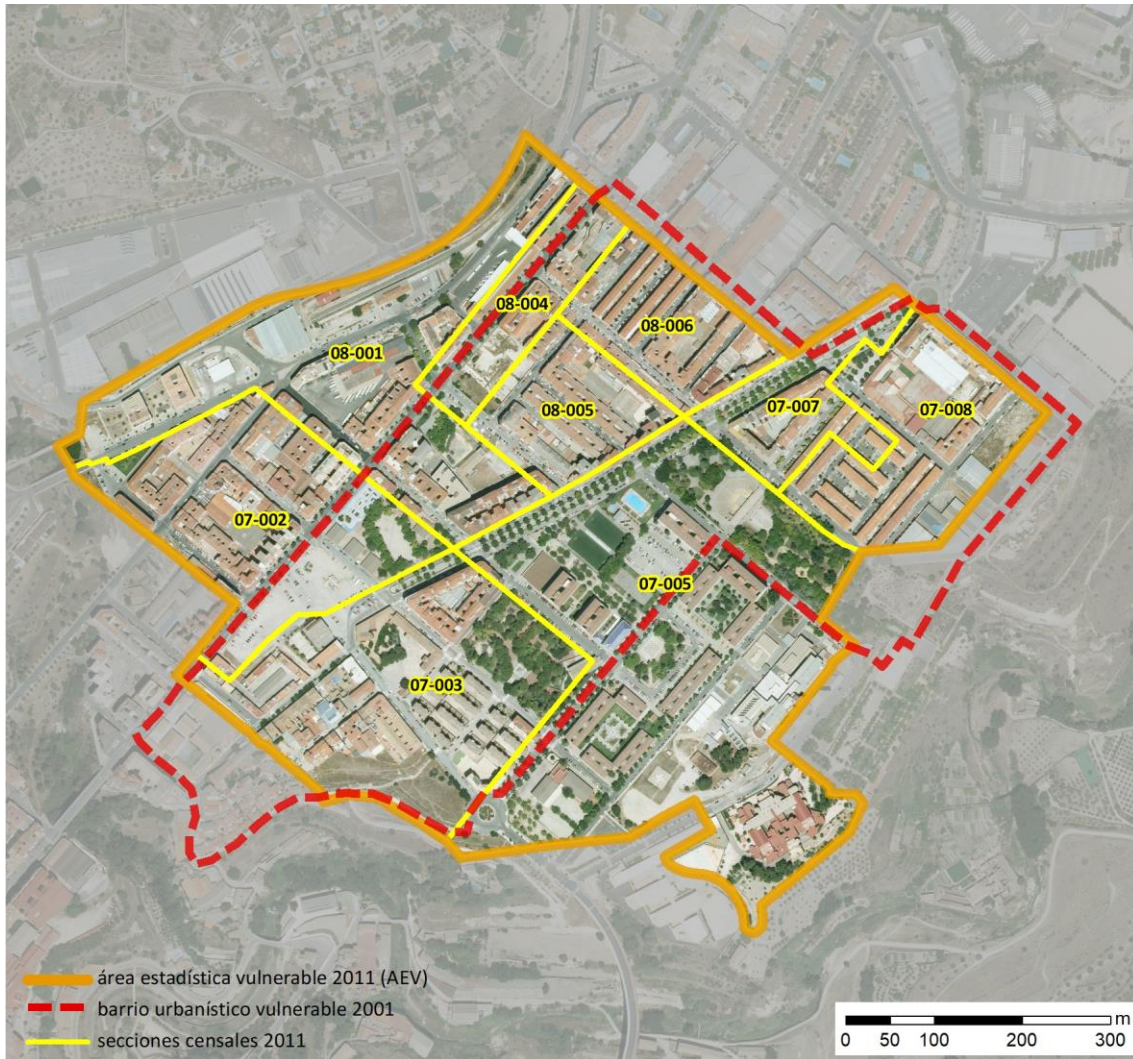 08-004
08-006
08-001
07-007
07-008
08-005
07-002
07-005
07-003
área estadística vulnerable 2011 (AEV)
barrio urbanístico vulnerable 2001
secciones censales 2011
m
0 50 100 200 300